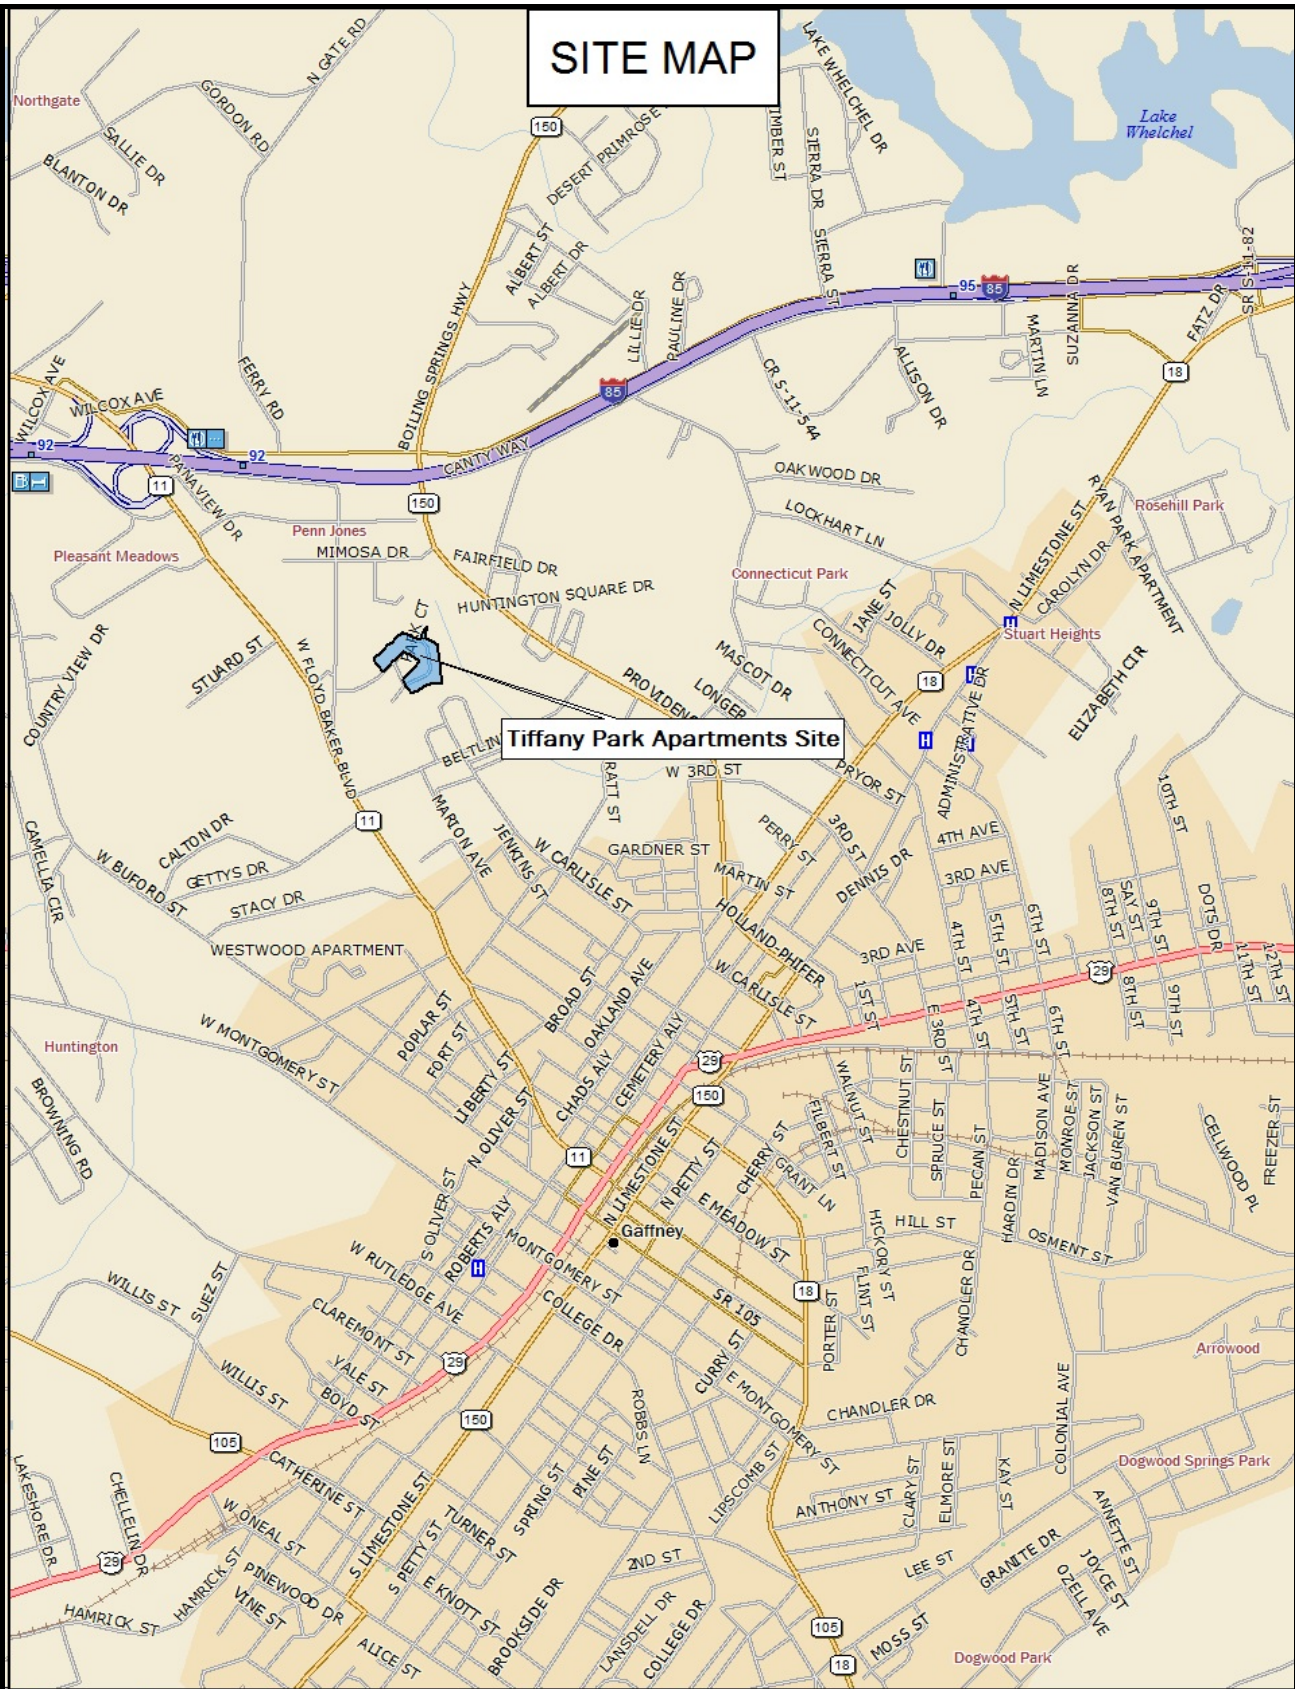 SITE MAP
Northgate
N GATE RD
GORDON RD
SALLIE DR
BLANTON DR
150
DESERT PRIMROSE
IMBER ST
SIERRA DR
LAKE WHELCHEL DR
Lake
Whelchel
ALBERT ST
ALBERT DR
BOILING SPRINGS HWY
LILLIE DR
PAULINE DR
SIERRA ST
95
85
SUZANNA DR
FATZ DR
SR S-11-82
MARTIN LN
ALLISON DR
CR S-11-544
18
85
WILCOX AVE
WILCOX AVE
FERRY RD
92
92
CANTY WAY
11
PANAVIEW DR
150
OAKWOOD DR
LOCKHART LN
RYAN PARK APARTMENT
Rosehill Park
Penn Jones
Pleasant Meadows
MIMOSA DR
FAIRFIELD DR
HUNTINGTON SQUARE DR
Connecticut Park
N LIMESTONE ST
CAROLYN DR
JANE ST
JOLLY DR
CONNECTICUT AVE
Stuart Heights
H
ELIZABETH CIR
COUNTRY VIEW DR
STUARD ST
W FLOYD BAKER BLVD
MASCOT DR
LONGER
18
ADMINISTRATIVE DR
H
Tiffany Park Apartments Site
BELTLIN
RATT ST
W 3RD ST
PRYOR ST
10TH ST
CAMELLIA CIR
W BUFORD ST
CALTON DR
GETTYS DR
STACY DR
11
MARION AVE
JENKINS ST
W CARLISLE ST
GARDNER ST
PERRY ST
3RD ST
MARTIN ST
DENNIS DR
4TH AVE
3RD AVE
8TH ST
SAY ST
9TH ST
DOTS DR
11TH ST
12TH ST
WESTWOOD APARTMENT
HOLLAND-PHIFER
3RD AVE
4TH ST
5TH ST
6TH ST
29
8TH ST
9TH ST
W CARLISLE ST
1ST ST
E 3RD ST
4TH ST
5TH ST
6TH ST
BROAD ST
OAKLAND AVE
POPLAR ST
FORT ST
LIBERTY ST
CHADS ALY
CEMETERY ALY
29
150
Huntington
W MONTGOMERY ST
BROWNING RD
N OLIVER ST
11
N LIMESTONE ST
N PETTY ST
CHERRY ST
GRANT LN
FILBERT ST
WALNUT ST
CHESTNUT ST
SPRUCE ST
PECAN ST
HARDIN DR
MADISON AVE
MONROE ST
JACKSON ST
VAN BUREN ST
CELLWOOD PL
FREEZER ST
S OLIVER ST
ROBERTS ALY
H
Gaffney
E MEADOW ST
HICKORY ST
HILL ST
OSMENT ST
MONTGOMERY ST
W RUTLEDGE AVE
WILLIS ST
SUEZ ST
COLLEGE DR
SR 105
18
FLINT ST
PORTER ST
CHANDLER DR
Arrowood
CLAREMONT ST
YALE ST
BOYD ST
29
WILLIS ST
CURRY ST
E MONTGOMERY ST
CHANDLER DR
COLONIAL AVE
105
150
ROBBS LN
LIPSCOMB ST
Dogwood Springs Park
LAKESHORE DR
CHELLELIN DR
CATHERINE ST
W ONEAL ST
S LIMESTONE ST
SPRING ST
PINE ST
ANTHONY ST
CLARY ST
ELMORE ST
KAY ST
ANNETTE ST
29
TURNER ST
S PETTY ST
2ND ST
LEE ST
GRANITE DR
JOYCE ST
OZELL AVE
HAMRICK ST
HAMRICK ST
PINEWOOD DR
VINE ST
E KNOTT ST
BROOKSIDE DR
LANSDELL DR
COLLEGE DR
ALICE ST
105
18
MOSS ST
Dogwood Park